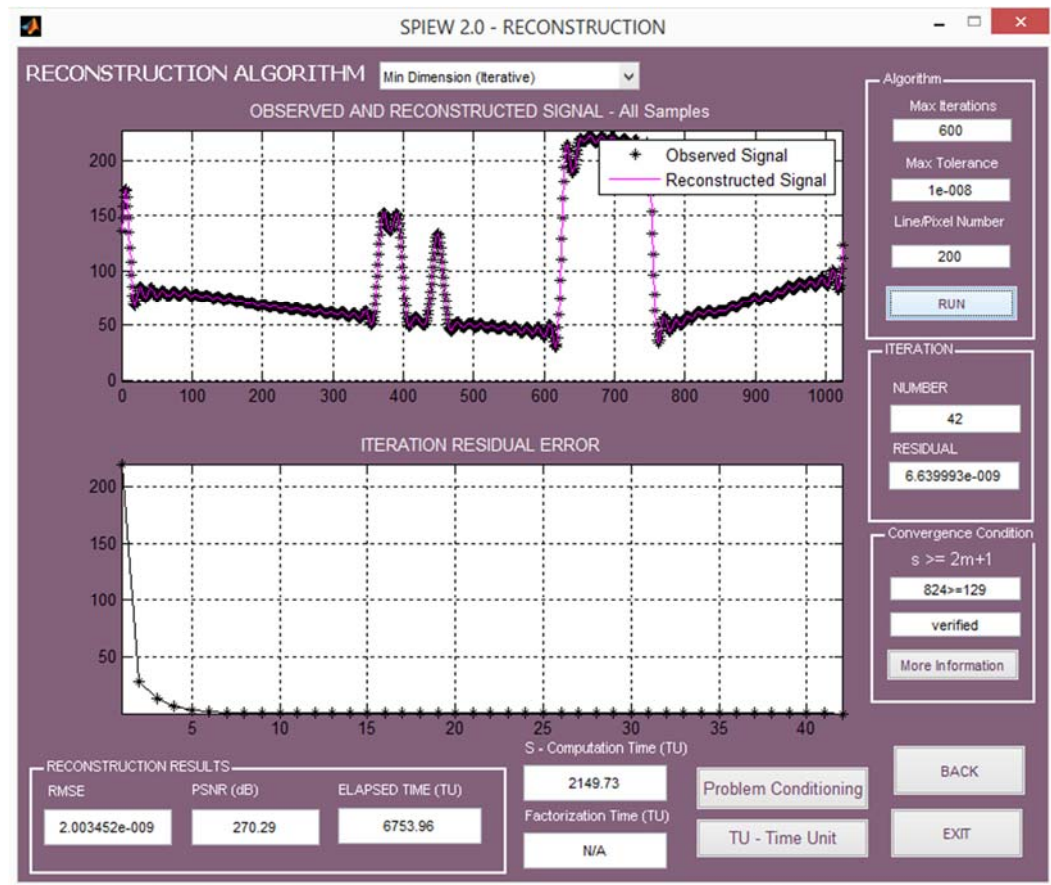 SPIEW 2.0 - RECONSTRUCTION
RECONSTRUCTION ALGORITHM
Min Dimension (Iterative)
OBSERVED AND RECONSTRUCTED SIGNAL - All Samples
Observed Signal
Reconstructed Signal
200
150
100
50
0
0 100 200 300 400 500 600 700 800 900 1000
ITERATION RESIDUAL ERROR
200
150
100
50
5 10 15 20 25 30 35 40
Algorithm
Max Iterations
600
Max Tolerance
1e-008
Line/Pixel Number
200
RUN
ITERATION
NUMBER
42
RESIDUAL
6.639993e-009
Convergence Condition
s >= 2m+1
824>=129
verified
More Information
RECONSTRUCTION RESULTS
RMSE
2.003452e-009
PSNR (dB)
270.29
ELAPSED TIME (TU)
6753.96
S - Computation Time (TU)
2149.73
Factorization Time (TU)
N/A
Problem Conditioning
TU - Time Unit
BACK
EXIT